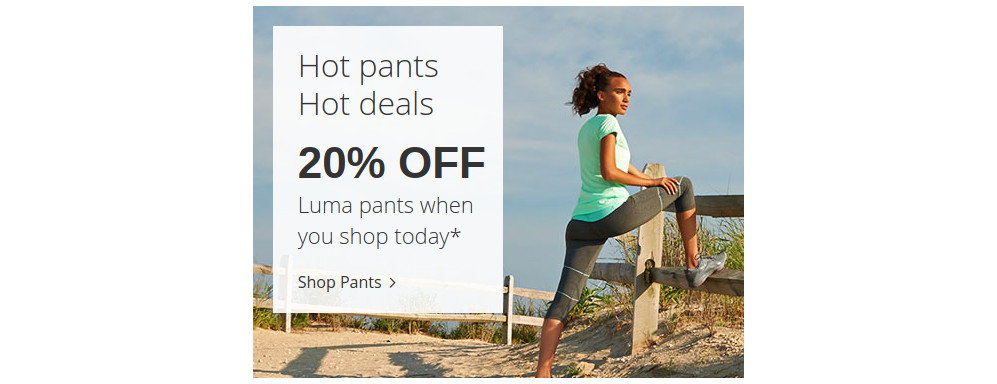 Hot pants
Hot deals
20% OFF
Luma pants when
you shop today*
Shop Pants >